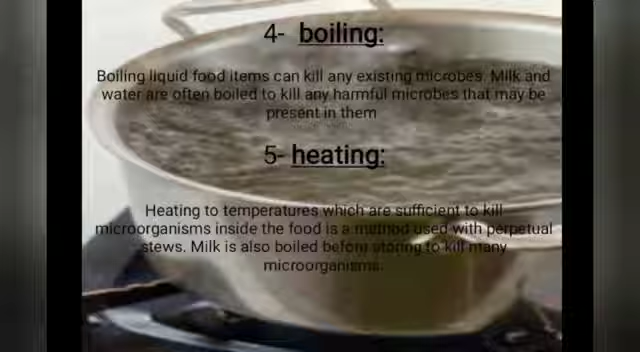 4- boiling:
Boiling liquid food items can kill any existing microbes. Milk and
water are often boiled to kill any harmful microbes that may be
present in them
5- heating:
Heating to temperatures which are sufficient to kill
microorganisms inside the food is a method used with perpetual
stews. Milk is also boiled before storing to kill many
microorganisms.